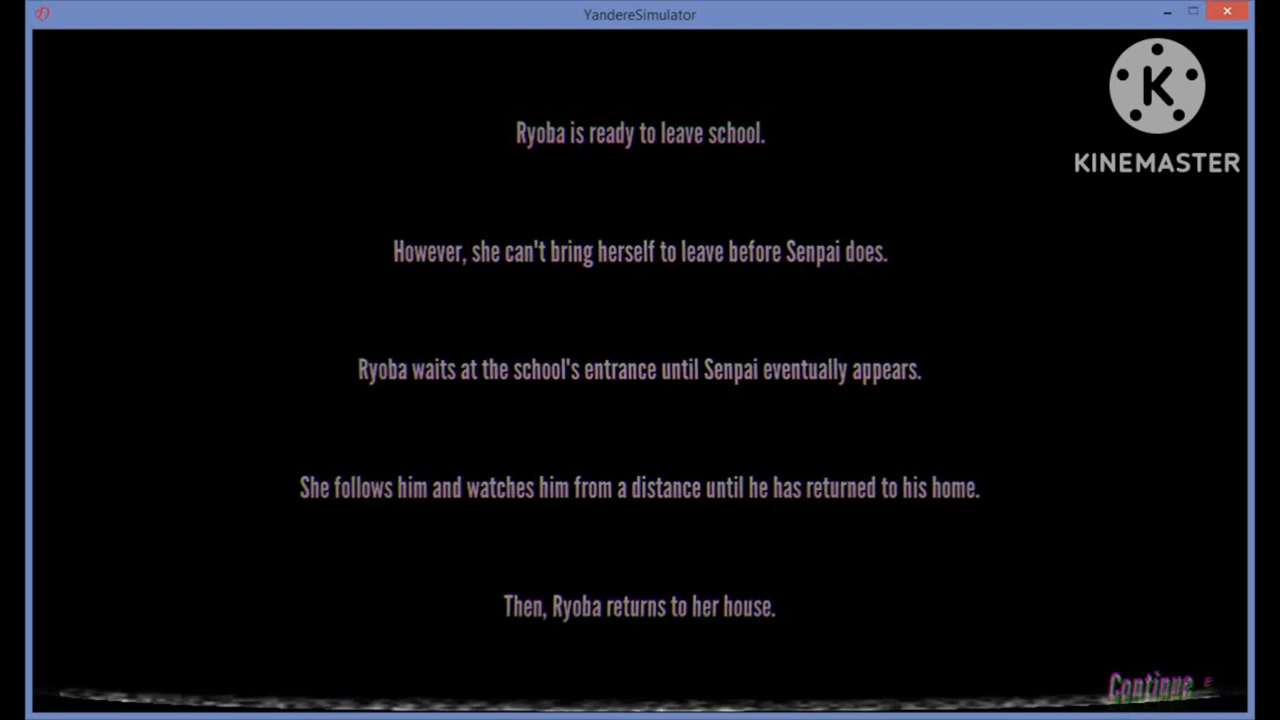 YandereSimulator
KINEMASTER
Ryoba is ready to leave school.
However, she can't bring herself to leave before Senpai does.
Ryoba waits at the school's entrance until Senpai eventually appears.
She follows him and watches him from a distance until he has returned to his home.
Then, Ryoba returns to her house.
Continue E